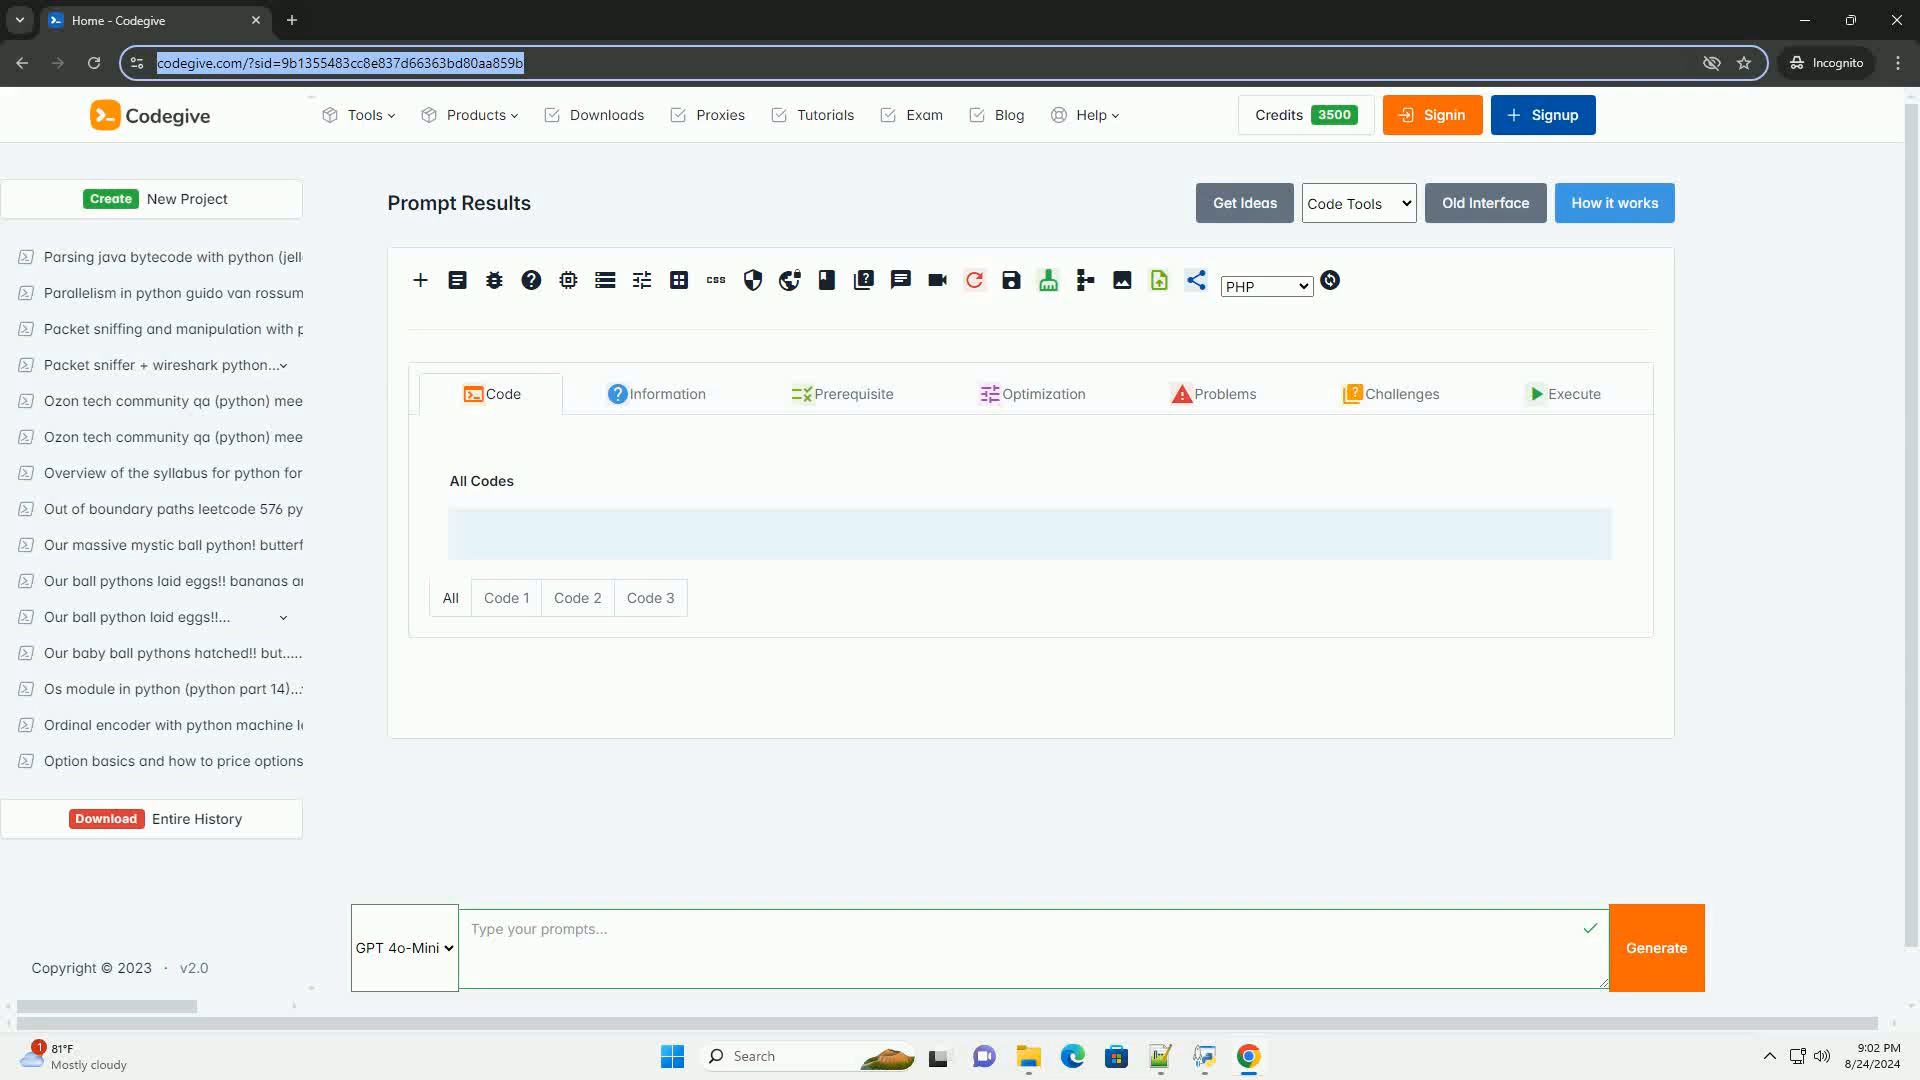 Home - Codegive
codegive.com/?sid=9b1355483cc8e837d66363bd80aa859b
Incognito
Codegive
Tools
Products
Downloads
Proxies
Tutorials
Exam
Blog
Help
Credits 3500
Signin
Signup
Create New Project
Parsing java bytecode with python (jell
Parallelism in python guido van rossum
Packet sniffing and manipulation with p
Packet sniffer + wireshark python...
Ozon tech community qa (python) mee
Ozon tech community qa (python) mee
Overview of the syllabus for python for
Out of boundary paths leetcode 576 py
Our massive mystic ball python! butterf
Our ball pythons laid eggs!! bananas ar
Our ball python laid eggs!!...
Our baby ball pythons hatched!! but.....
Os module in python (python part 14)...
Ordinal encoder with python machine le
Option basics and how to price options
Download Entire History
Copyright © 2023 · v2.0
Prompt Results
Get Ideas
Code Tools
Old Interface
How it works
css
PHP
Code
Information
Prerequisite
Optimization
Problems
Challenges
Execute
All Codes
All
Code 1
Code 2
Code 3
GPT 4o-Mini
Type your prompts...
Generate
1
81°F
Mostly cloudy
Search
9:02 PM
8/24/2024